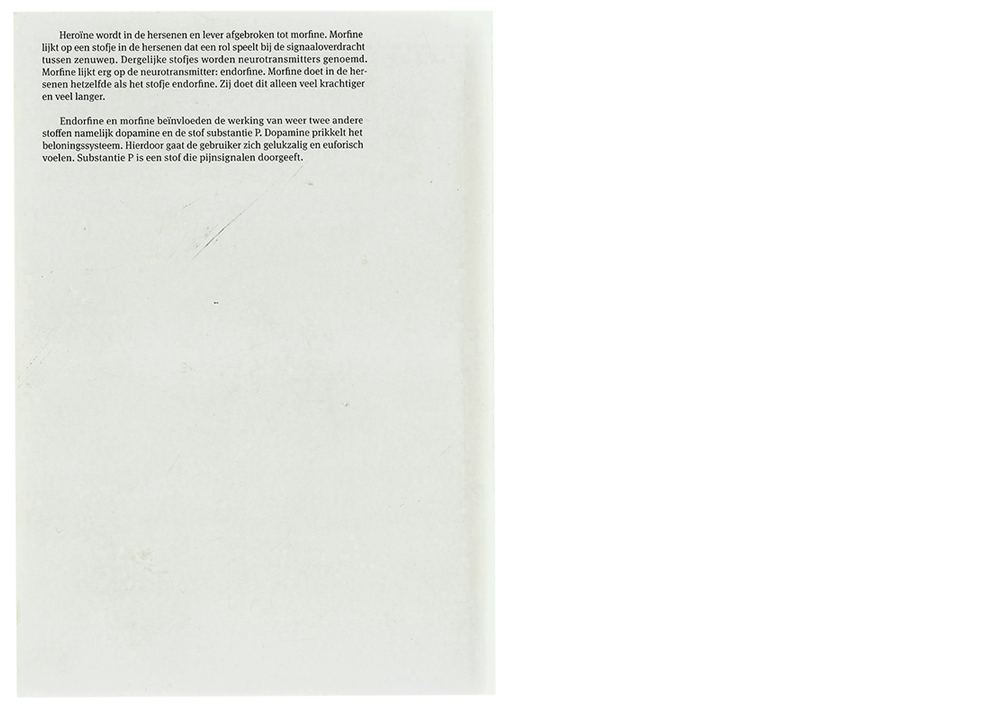 Heroïne wordt in de hersenen en lever afgebroken tot morfine. Morfine
lijkt op een stofje in de hersenen dat een rol speelt bij de signaaloverdracht
tussen zenuwen. Dergelijke stofjes worden neurotransmitters genoemd.
Morfine lijkt erg op de neurotransmitter: endorfine. Morfine doet in de her-
senen hetzelfde als het stofje endorfine. Zij doet dit alleen veel krachtiger
en veel langer.
Endorfine en morfine beïnvloeden de werking van weer twee andere
stoffen namelijk dopamine en de stof substantie P. Dopamine prikkelt het
beloningssysteem. Hierdoor gaat de gebruiker zich gelukzalig en euforisch
voelen. Substantie P is een stof die pijnsignalen doorgeeft.